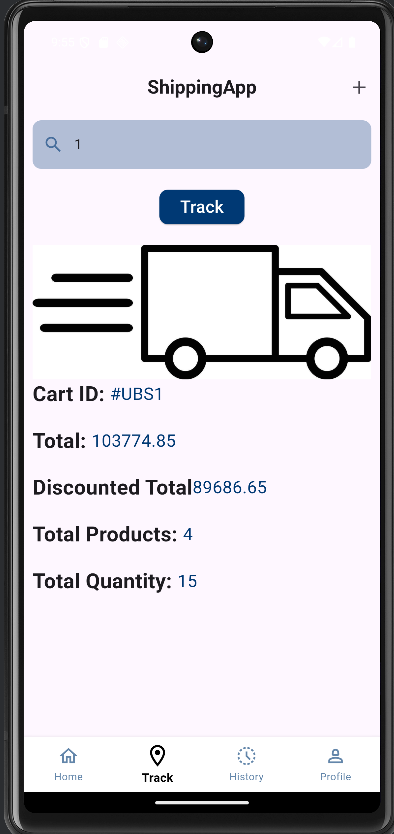 ShippingApp +
1
Track
Cart ID: #UBS1
Total: 103774.85
Discounted Total89686.65
Total Products: 4
Total Quantity: 15
Home Track History Profile